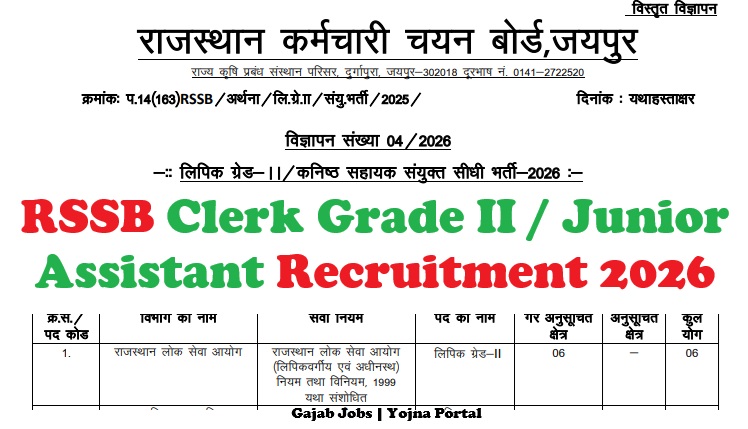 विस्तृत विज्ञापन
राजस्थान कर्मचारी चयन बोर्ड,जयपुर
राज्य कृषि प्रबंध संस्थान परिसर, दुर्गापुरा, जयपुर–302018 दूरभाष नं. 0141–2722520
क्रमांकः प.14(163)RSSB/अर्थना/लि.ग्रे.II/संयु.भर्ती/2025/ दिनांक : यथाहस्ताक्षर
विज्ञापन संख्या 04/2026
–:: लिपिक ग्रेड–।।/कनिष्ठ सहायक संयुक्त सीधी भर्ती–2026 :–
RSSB Clerk Grade II / Junior
Assistant Recruitment 2026
क्र.स./ विभाग का नाम सेवा नियम पद का नाम गैर अनुसूचित अनुसूचित कुल
पद कोड क्षेत्र क्षेत्र योग
1. राजस्थान लोक सेवा आयोग राजस्थान लोक सेवा आयोग लिपिक ग्रेड–II 06 – 06
(लिपिकवर्गीय एवं अधीनस्थ)
नियम तथा विनियम, 1999
यथा संशोधित
Gajab Jobs | Yojna Portal